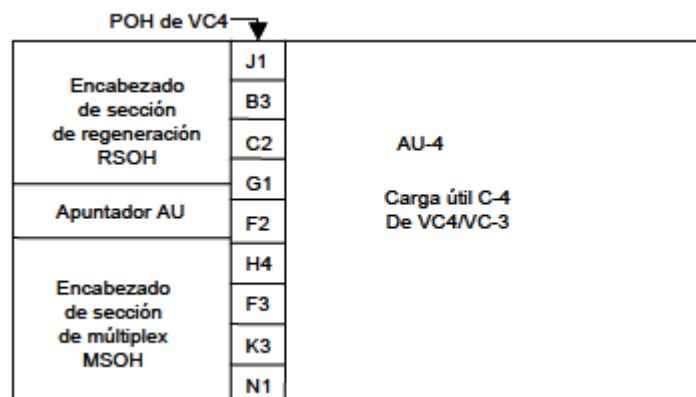 POH de VC4
Encabezado
de sección
de regeneración
RSOH
Apuntador AU
Encabezado
de sección
de múltiplex
MSOH
J1
B3
C2
G1
F2
H4
F3
K3
N1
AU-4
Carga útil C-4
De VC4/VC-3